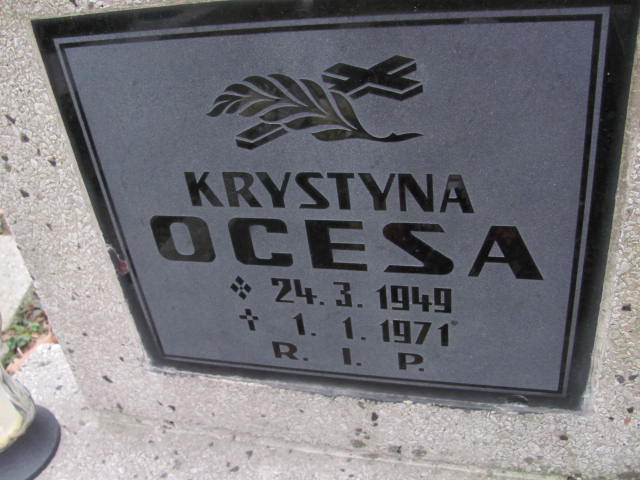 KRYSTYNA
OCESA
24.3.1949
† 1.1.1971
R. I. P.